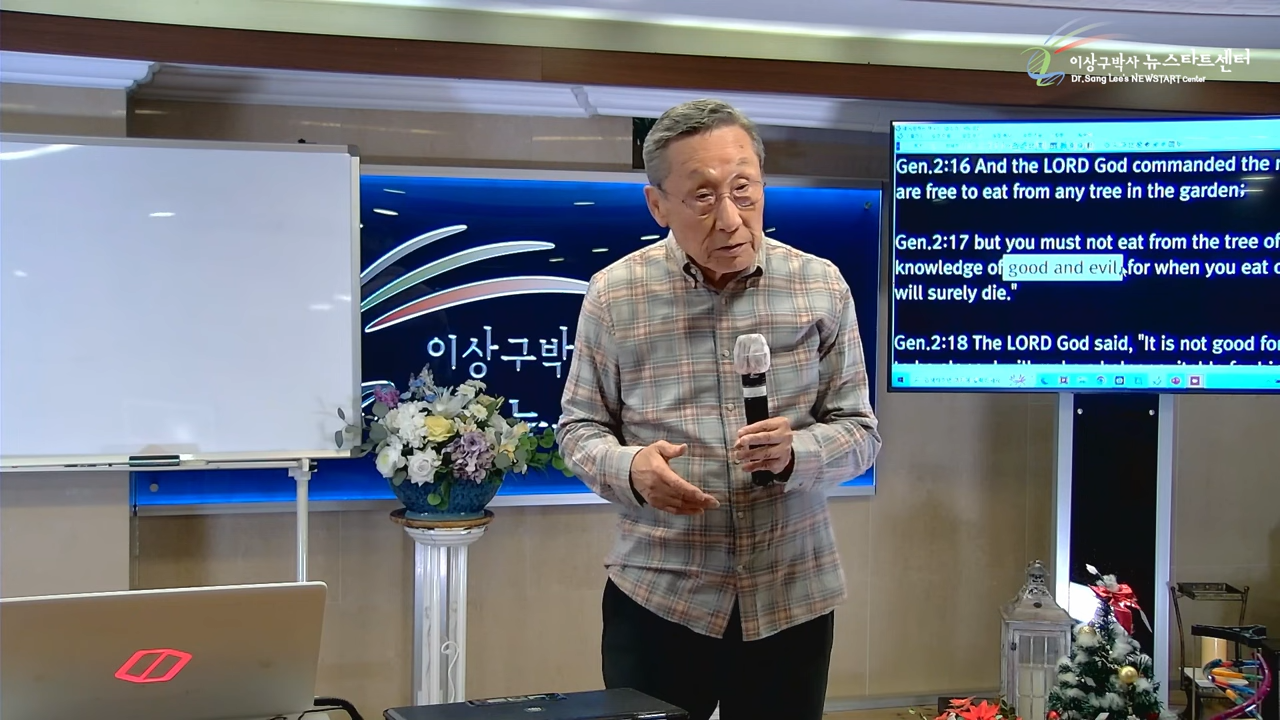 이상구박사 뉴스타트센터
Dr. Sang Lee's NEWSTART Center
Gen.2:16 And the LORD God commanded the
are free to eat from any tree in the garden;
Gen.2:17 but you must not eat from the tree of
knowledge of good and evil, for when you eat
will surely die."
Gen.2:18 The LORD God said, "It is not good for
이상구박